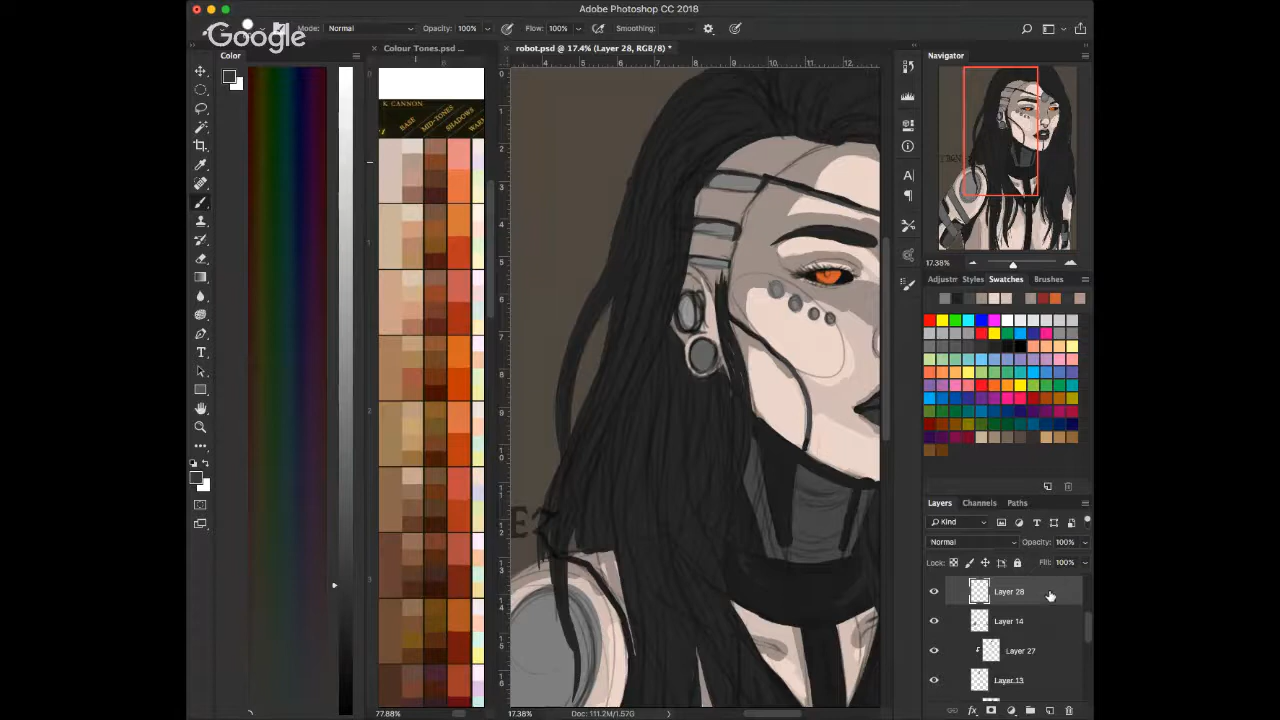 Adobe Photoshop CC 2018
Google
Mode: Normal Opacity: 100% Flow: 100% Smoothing:
Color
Colour Tones.psd ...
robot.psd @ 17.4% (Layer 28, RGB/8) *
Navigator
K CANNON
BASE
MID-TONES
SHADOWS
17.38%
Adjustm Styles Swatches Brushes
Layers Channels Paths
Kind
Normal Opacity: 100%
Lock: Fill: 100%
Layer 28
Layer 14
Layer 27
Layer 13
77.88%
17.38% Doc: 111.2M/1.57G